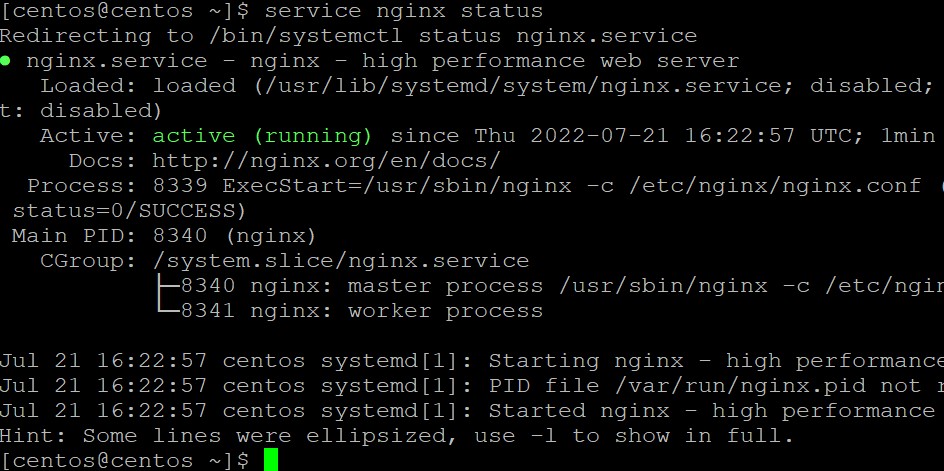 [centos@centos ~]$ service nginx status
Redirecting to /bin/systemctl status nginx.service
● nginx.service - nginx - high performance web server
   Loaded: loaded (/usr/lib/systemd/system/nginx.service; disabled;
t: disabled)
   Active: active (running) since Thu 2022-07-21 16:22:57 UTC; 1min
     Docs: http://nginx.org/en/docs/
  Process: 8339 ExecStart=/usr/sbin/nginx -c /etc/nginx/nginx.conf (
 status=0/SUCCESS)
 Main PID: 8340 (nginx)
   CGroup: /system.slice/nginx.service
           ├─8340 nginx: master process /usr/sbin/nginx -c /etc/ngin
           └─8341 nginx: worker process

Jul 21 16:22:57 centos systemd[1]: Starting nginx - high performance
Jul 21 16:22:57 centos systemd[1]: PID file /var/run/nginx.pid not r
Jul 21 16:22:57 centos systemd[1]: Started nginx - high performance
Hint: Some lines were ellipsized, use -l to show in full.
[centos@centos ~]$